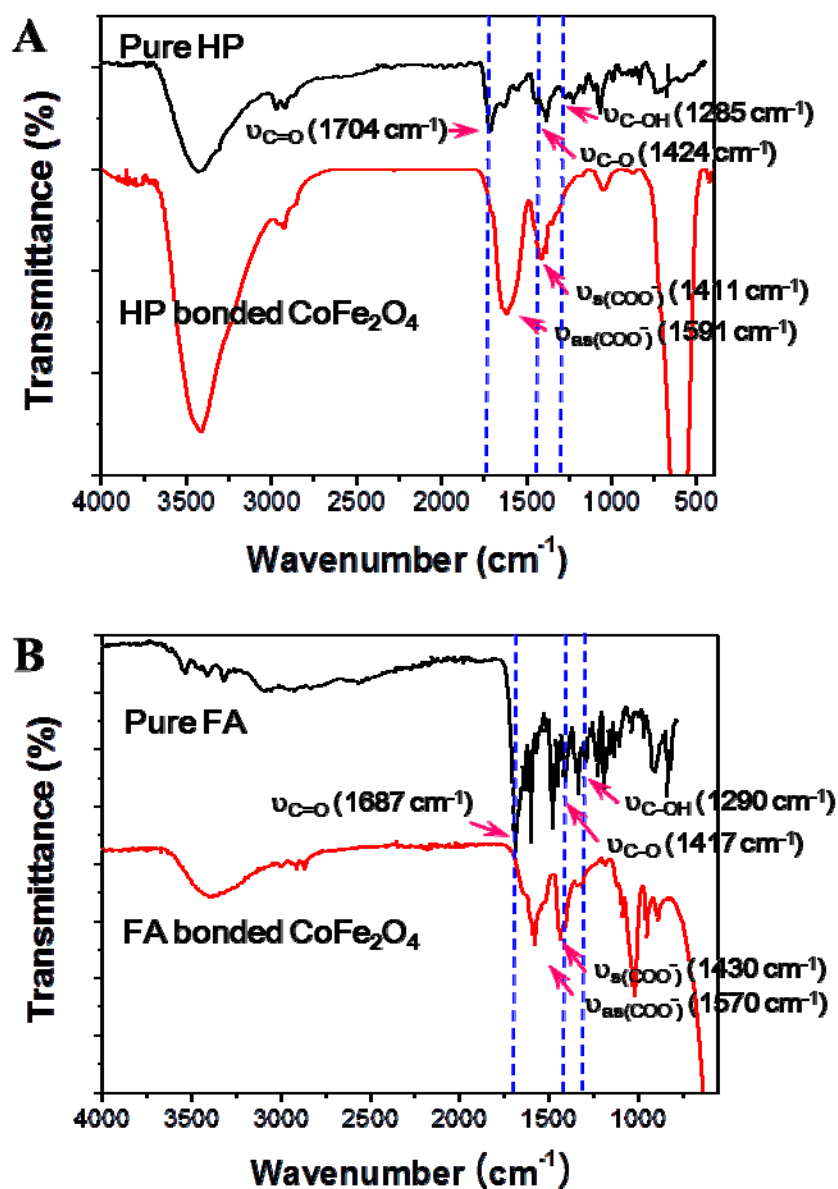 A
Pure HP
υC=O (1704 cm-1)
υC-OH (1285 cm-1)
υC-O (1424 cm-1)
HP bonded CoFe2O4
υs(COO-) (1411 cm-1)
υas(COO-) (1591 cm-1)
Transmittance (%)
4000 3500 3000 2500 2000 1500 1000 500
Wavenumber (cm-1)
B
Pure FA
υC=O (1687 cm-1)
υC-OH (1290 cm-1)
υC-O (1417 cm-1)
FA bonded CoFe2O4
υs(COO-) (1430 cm-1)
υas(COO-) (1570 cm-1)
Transmittance (%)
4000 3500 3000 2500 2000 1500 1000
Wavenumber (cm-1)